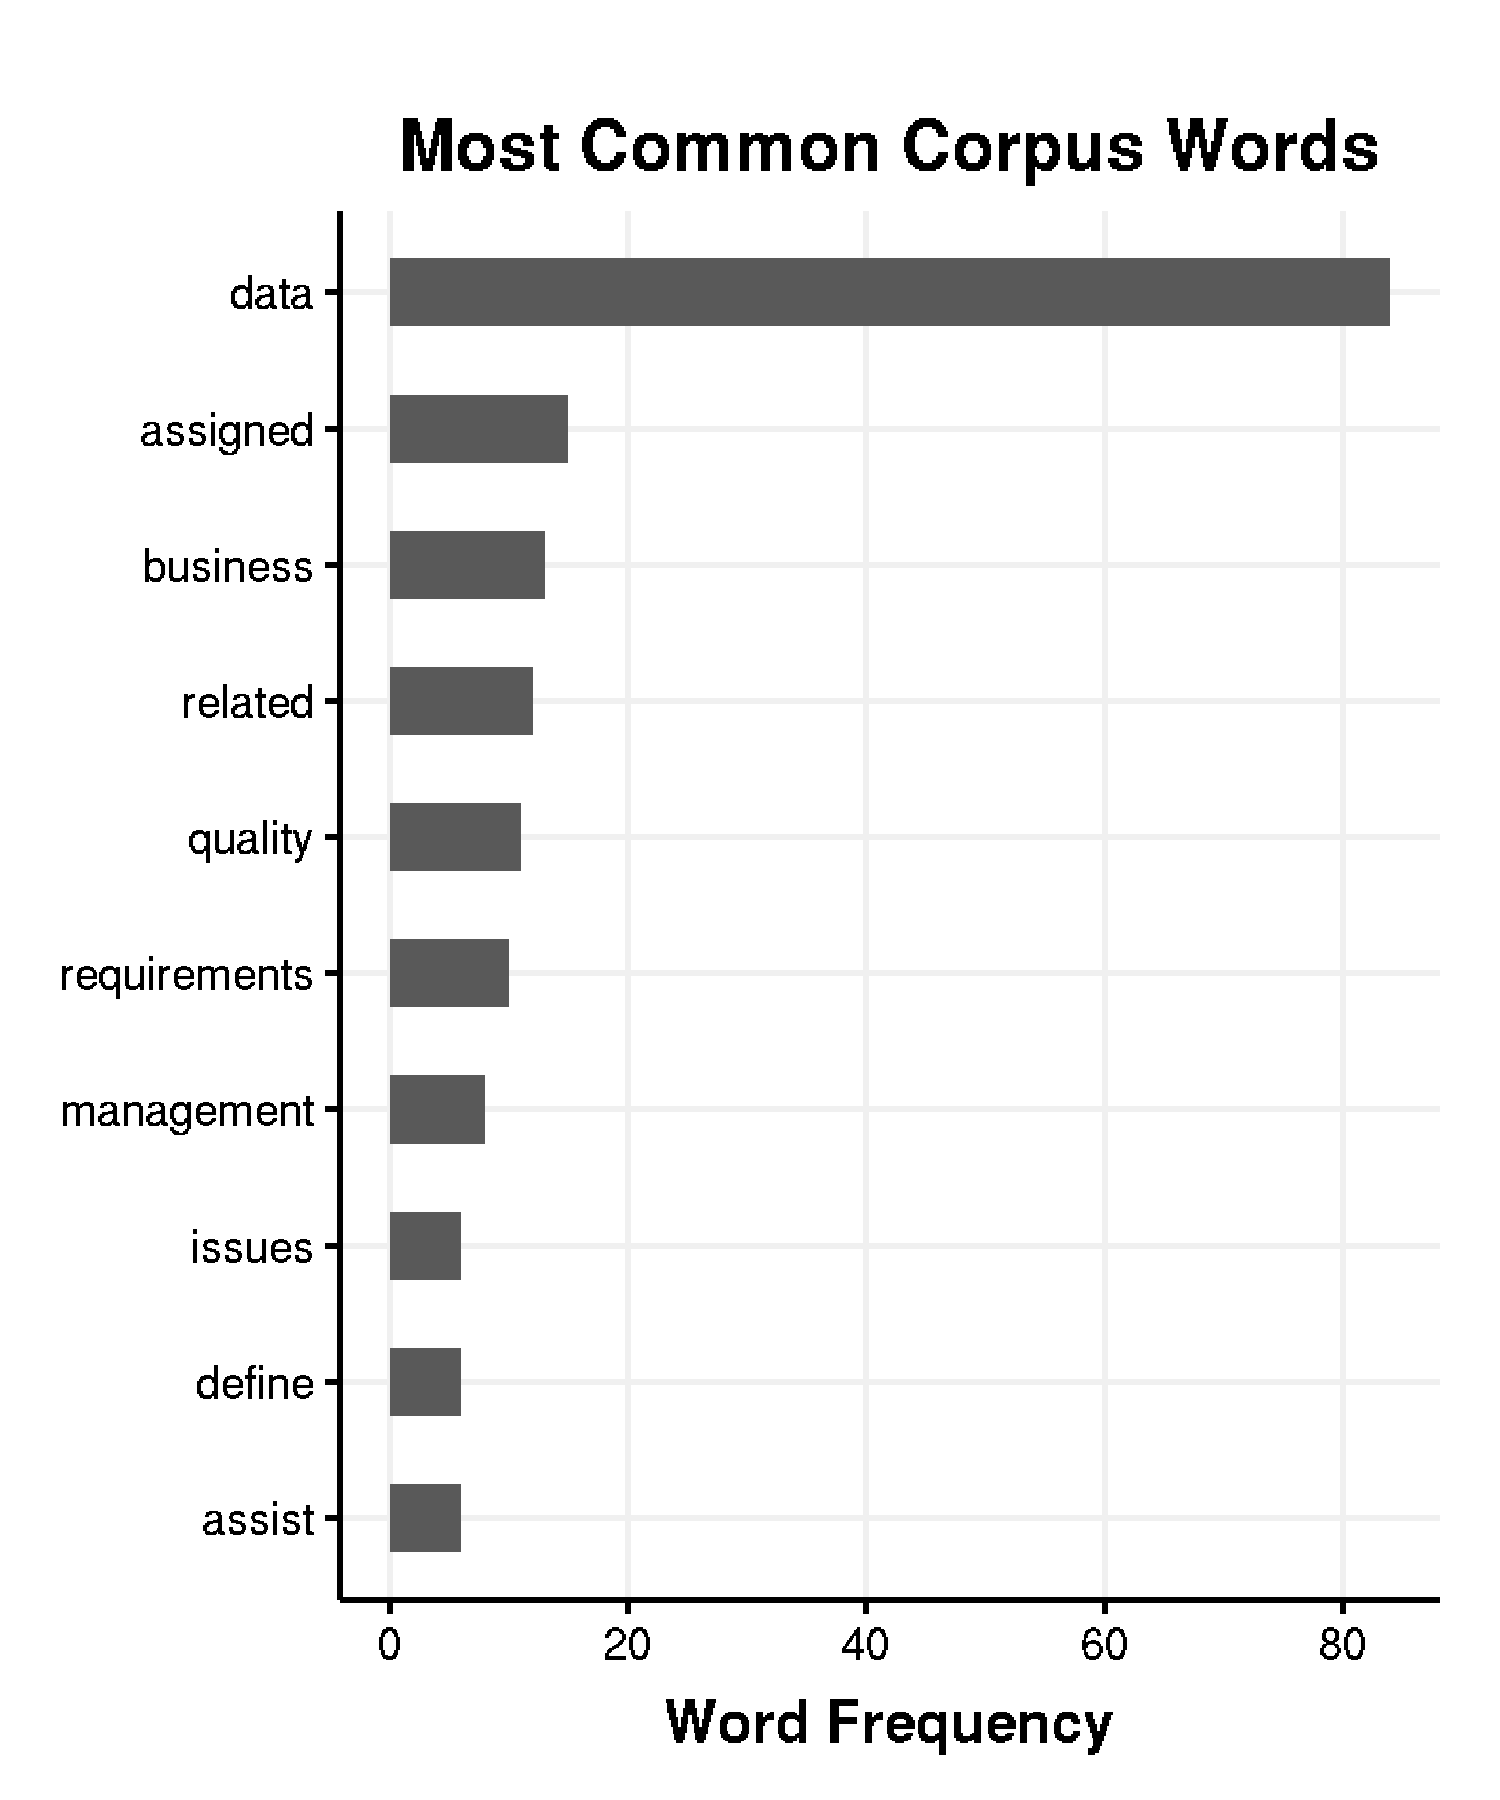 Most Common Corpus Words
data
assigned
business
related
quality
requirements
management
issues
define
assist
0 20 40 60 80
Word Frequency